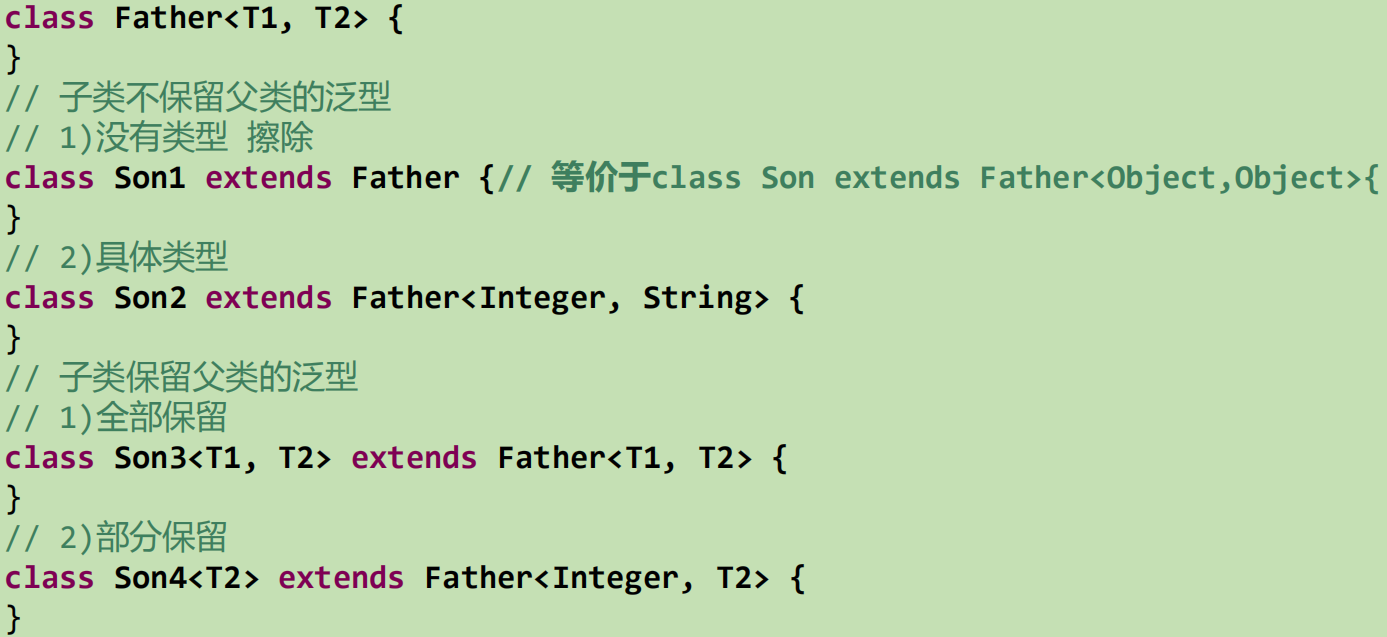 class Father<T1, T2> {
}
// 子类不保留父类的泛型
// 1)没有类型 擦除
class Son1 extends Father {// 等价于class Son extends Father<Object,Object>{
}
// 2)具体类型
class Son2 extends Father<Integer, String> {
}
// 子类保留父类的泛型
// 1)全部保留
class Son3<T1, T2> extends Father<T1, T2> {
}
// 2)部分保留
class Son4<T2> extends Father<Integer, T2> {
}